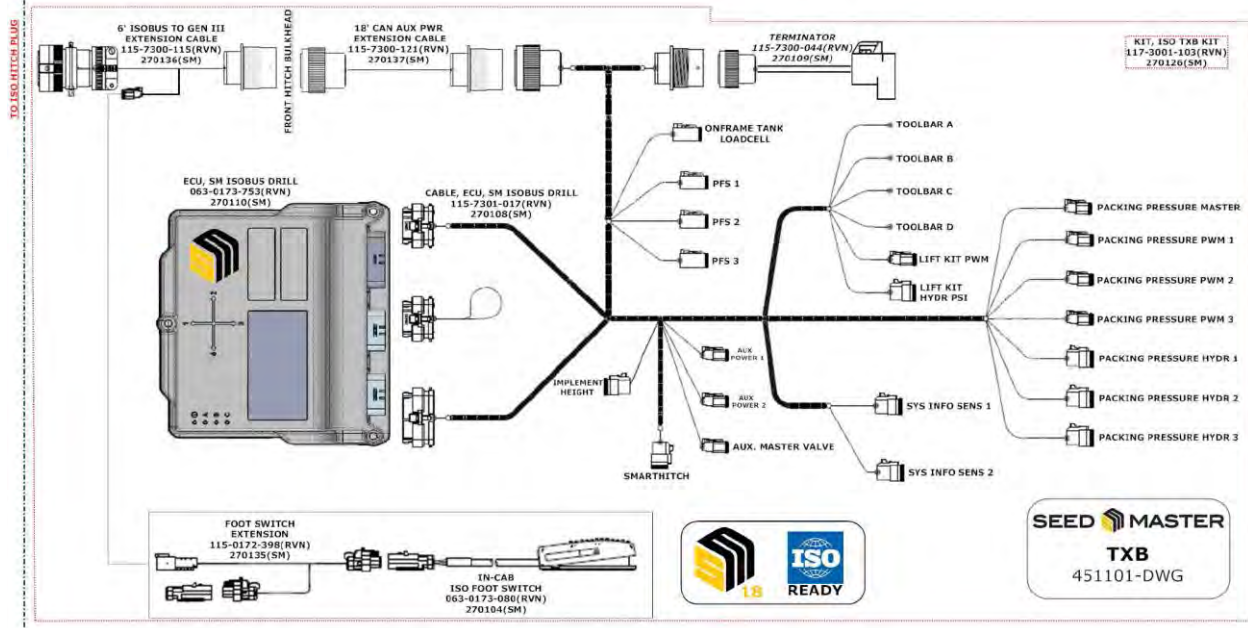 TO ISO HITCH PLUG
6' ISOBUS TO GEN III
EXTENSION CABLE
115-7300-115(RVN)
270136(SM)
FRONT HITCH BULKHEAD
18' CAN AUX PWR
EXTENSION CABLE
115-7300-121(RVN)
270137(SM)
TERMINATOR
115-7300-044(RVN)
270109(SM)
KIT, ISO TXB KIT
117-3001-103(RVN)
270126(SM)
ECU, SM ISOBUS DRILL
063-0173-753(RVN)
270110(SM)
CABLE, ECU, SM ISOBUS DRILL
115-7301-017(RVN)
270108(SM)
ONFRAME TANK
LOADCELL
PFS 1
PFS 2
PFS 3
TOOLBAR A
TOOLBAR B
TOOLBAR C
TOOLBAR D
LIFT KIT PWM
LIFT KIT
HYDR PSI
PACKING PRESSURE MASTER
PACKING PRESSURE PWM 1
PACKING PRESSURE PWM 2
PACKING PRESSURE PWM 3
PACKING PRESSURE HYDR 1
PACKING PRESSURE HYDR 2
PACKING PRESSURE HYDR 3
IMPLEMENT
HEIGHT
AUX
POWER 1
AUX
POWER 2
AUX. MASTER VALVE
SMARTHITCH
SYS INFO SENS 1
SYS INFO SENS 2
FOOT SWITCH
EXTENSION
115-0172-398(RVN)
270135(SM)
IN-CAB
ISO FOOT SWITCH
063-0173-080(RVN)
270104(SM)
18
ISO
READY
SEED MASTER
TXB
451101-DWG